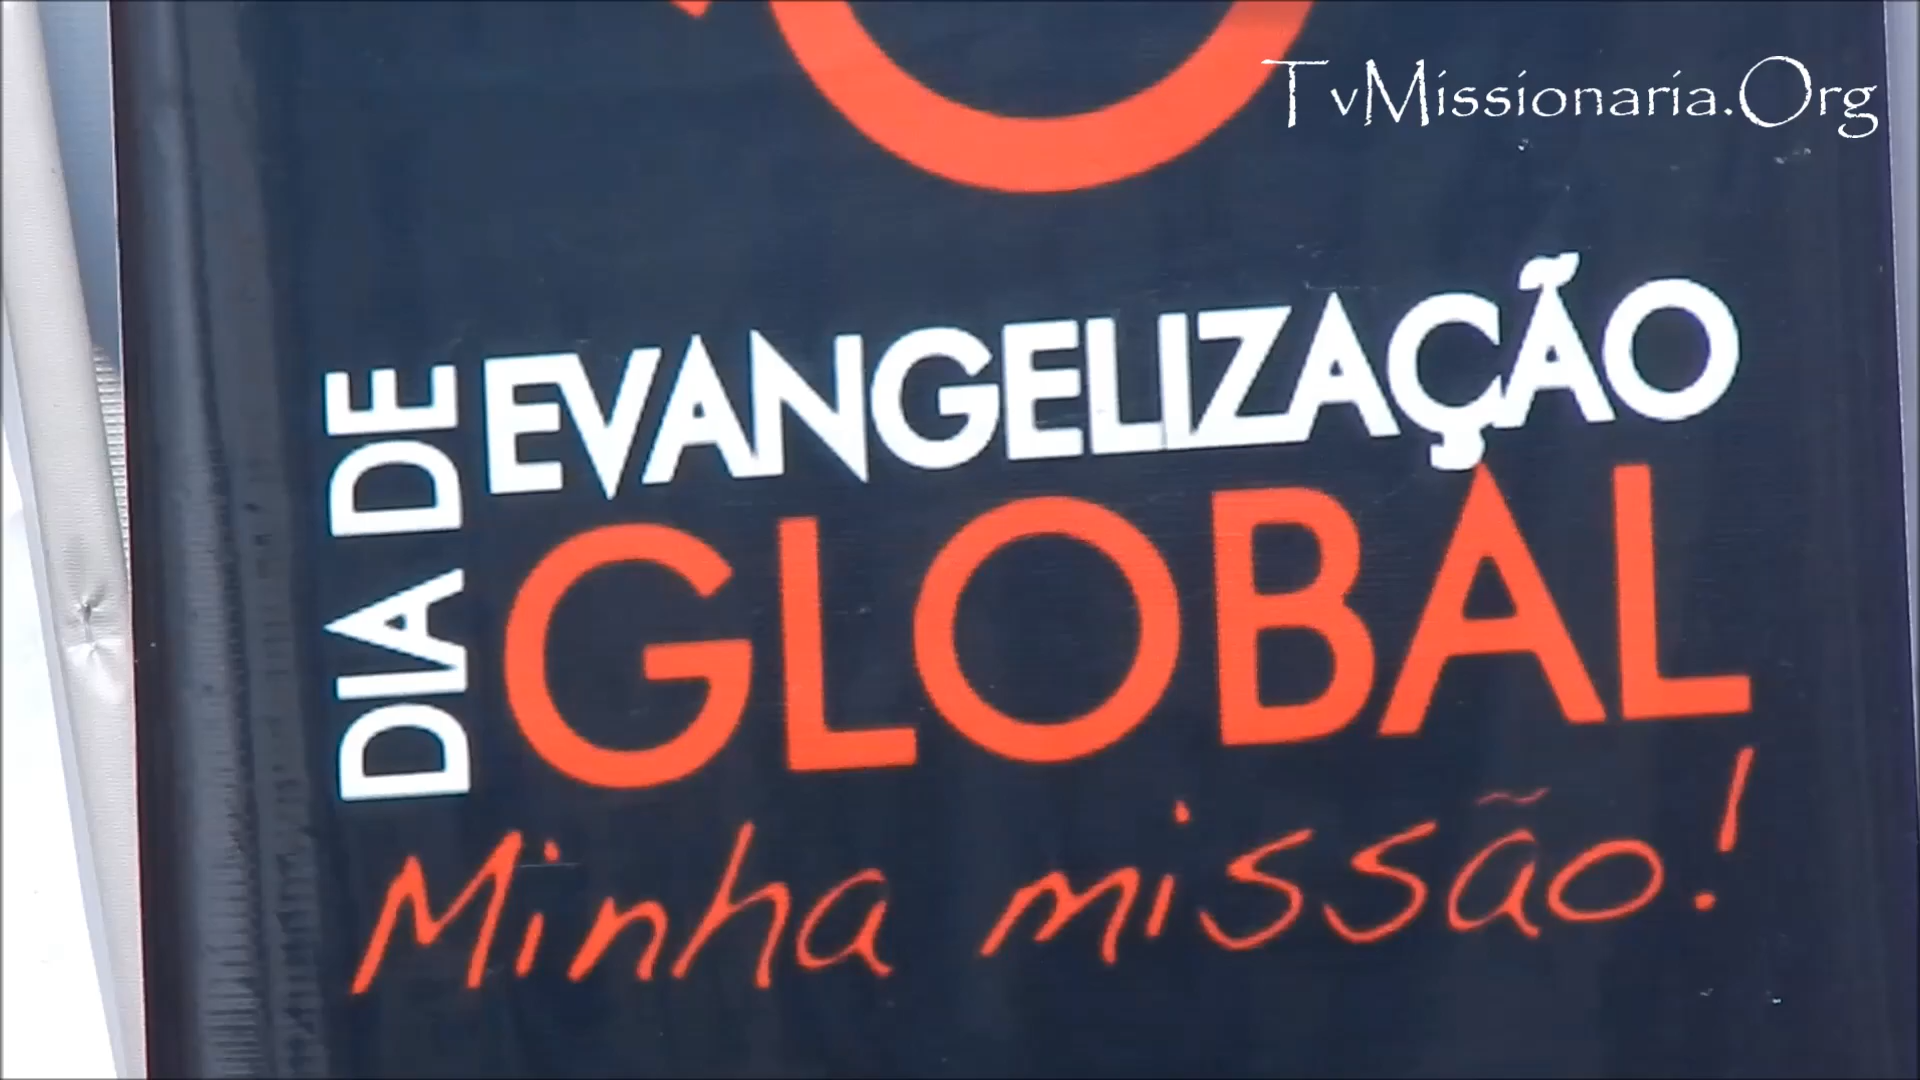 TvMissionaria.Org
DIA DE
EVANGELIZAÇÃO
GLOBAL
Minha missão!